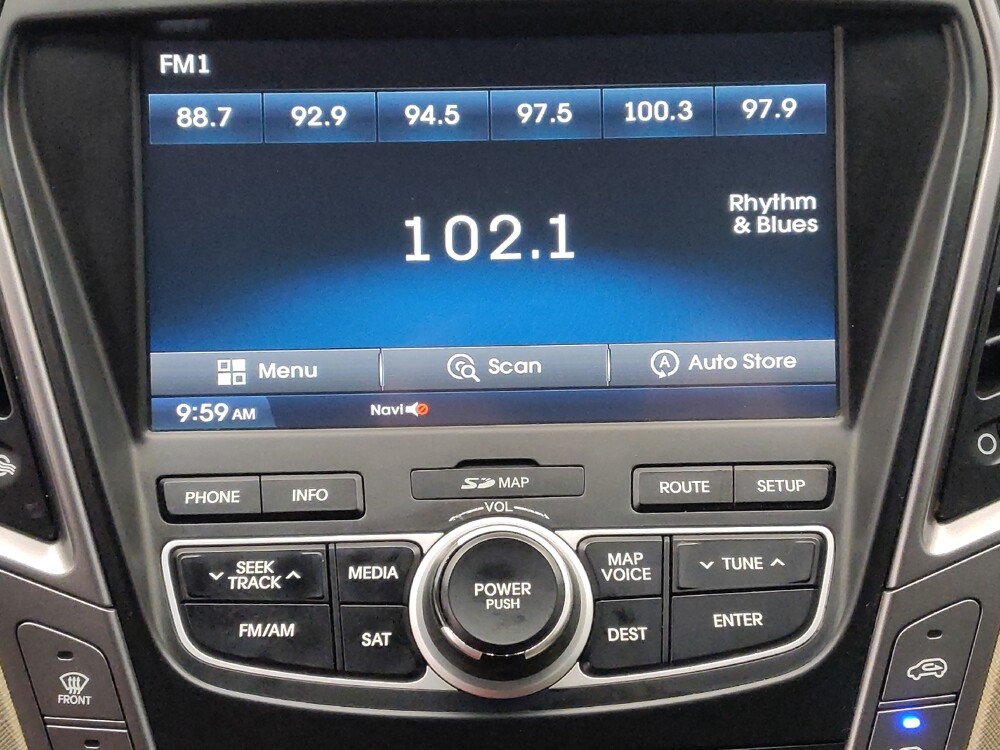 FM1
88.7 92.9 94.5 97.5 100.3 97.9
Rhythm
& Blues
102.1
Menu Scan A Auto Store
9:59 AM Navi
PHONE INFO SD MAP ROUTE SETUP
VOL
SEEK
TRACK
MEDIA
POWER
PUSH
MAP
VOICE
TUNE
FM/AM
SAT
DEST
ENTER
FRONT